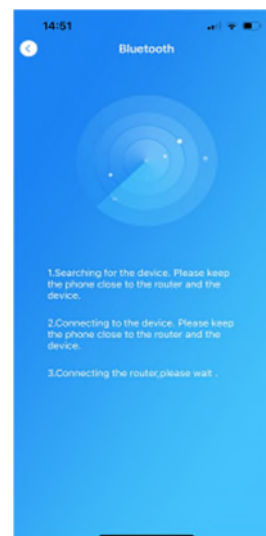 14:51
Bluetooth
1.Searching for the device. Please keep
the phone close to the router and the
device.
2.Connecting to the device. Please keep
the phone close to the router and the
device.
3.Connecting the router,please wait .